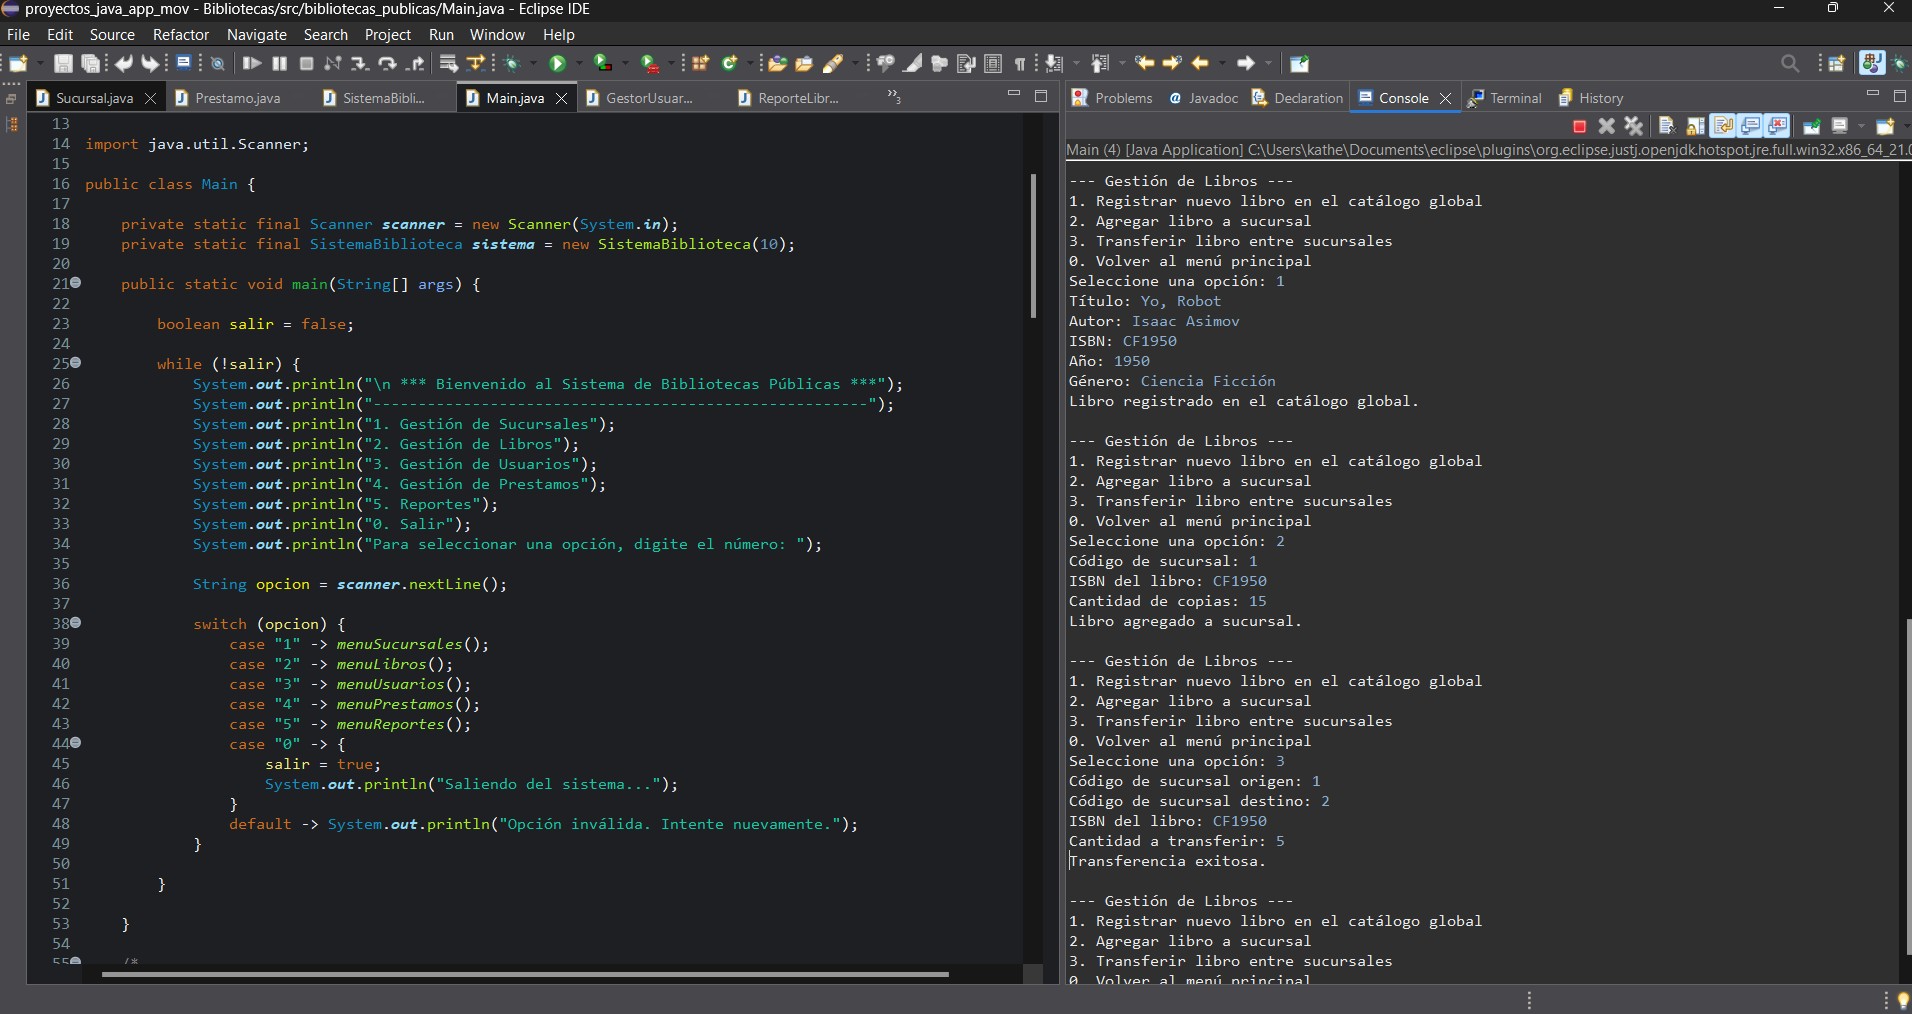 proyectos_java_app_mov - Bibliotecas/src/bibliotecas_publicas/Main.java - Eclipse IDE
File Edit Source Refactor Navigate Search Project Run Window Help
Sucursal.java Prestamo.java SistemaBibli... Main.java GestorUsuar... ReporteLibr... »3
13
14 import java.util.Scanner;
15
16 public class Main {
17
18 private static final Scanner scanner = new Scanner(System.in);
19 private static final SistemaBiblioteca sistema = new SistemaBiblioteca(10);
20
21 public static void main(String[] args) {
22
23 boolean salir = false;
24
25 while (!salir) {
26 System.out.println("\n *** Bienvenido al Sistema de Bibliotecas Públicas ***");
27 System.out.println("-------------------------------------------------------");
28 System.out.println("1. Gestión de Sucursales");
29 System.out.println("2. Gestión de Libros");
30 System.out.println("3. Gestión de Usuarios");
31 System.out.println("4. Gestión de Prestamos");
32 System.out.println("5. Reportes");
33 System.out.println("0. Salir");
34 System.out.println("Para seleccionar una opción, digite el número: ");
35
36 String opcion = scanner.nextLine();
37
38 switch (opcion) {
39 case "1" -> menuSucursales();
40 case "2" -> menuLibros();
41 case "3" -> menuUsuarios();
42 case "4" -> menuPrestamos();
43 case "5" -> menuReportes();
44 case "0" -> {
45 salir = true;
46 System.out.println("Saliendo del sistema...");
47 }
48 default -> System.out.println("Opción inválida. Intente nuevamente.");
49 }
50
51 }
52
53 }
54
55 /*
Problems Javadoc Declaration Console Terminal History
Main (4) [Java Application] C:\Users\kathe\Documents\eclipse\plugins\org.eclipse.justj.openjdk.hotspot.jre.full.win32.x86_64_21.0
--- Gestión de Libros ---
1. Registrar nuevo libro en el catálogo global
2. Agregar libro a sucursal
3. Transferir libro entre sucursales
0. Volver al menú principal
Seleccione una opción: 1
Título: Yo, Robot
Autor: Isaac Asimov
ISBN: CF1950
Año: 1950
Género: Ciencia Ficción
Libro registrado en el catálogo global.
--- Gestión de Libros ---
1. Registrar nuevo libro en el catálogo global
2. Agregar libro a sucursal
3. Transferir libro entre sucursales
0. Volver al menú principal
Seleccione una opción: 2
Código de sucursal: 1
ISBN del libro: CF1950
Cantidad de copias: 15
Libro agregado a sucursal.
--- Gestión de Libros ---
1. Registrar nuevo libro en el catálogo global
2. Agregar libro a sucursal
3. Transferir libro entre sucursales
0. Volver al menú principal
Seleccione una opción: 3
Código de sucursal origen: 1
Código de sucursal destino: 2
ISBN del libro: CF1950
Cantidad a transferir: 5
Transferencia exitosa.
--- Gestión de Libros ---
1. Registrar nuevo libro en el catálogo global
2. Agregar libro a sucursal
3. Transferir libro entre sucursales
0. Volver al menú principal